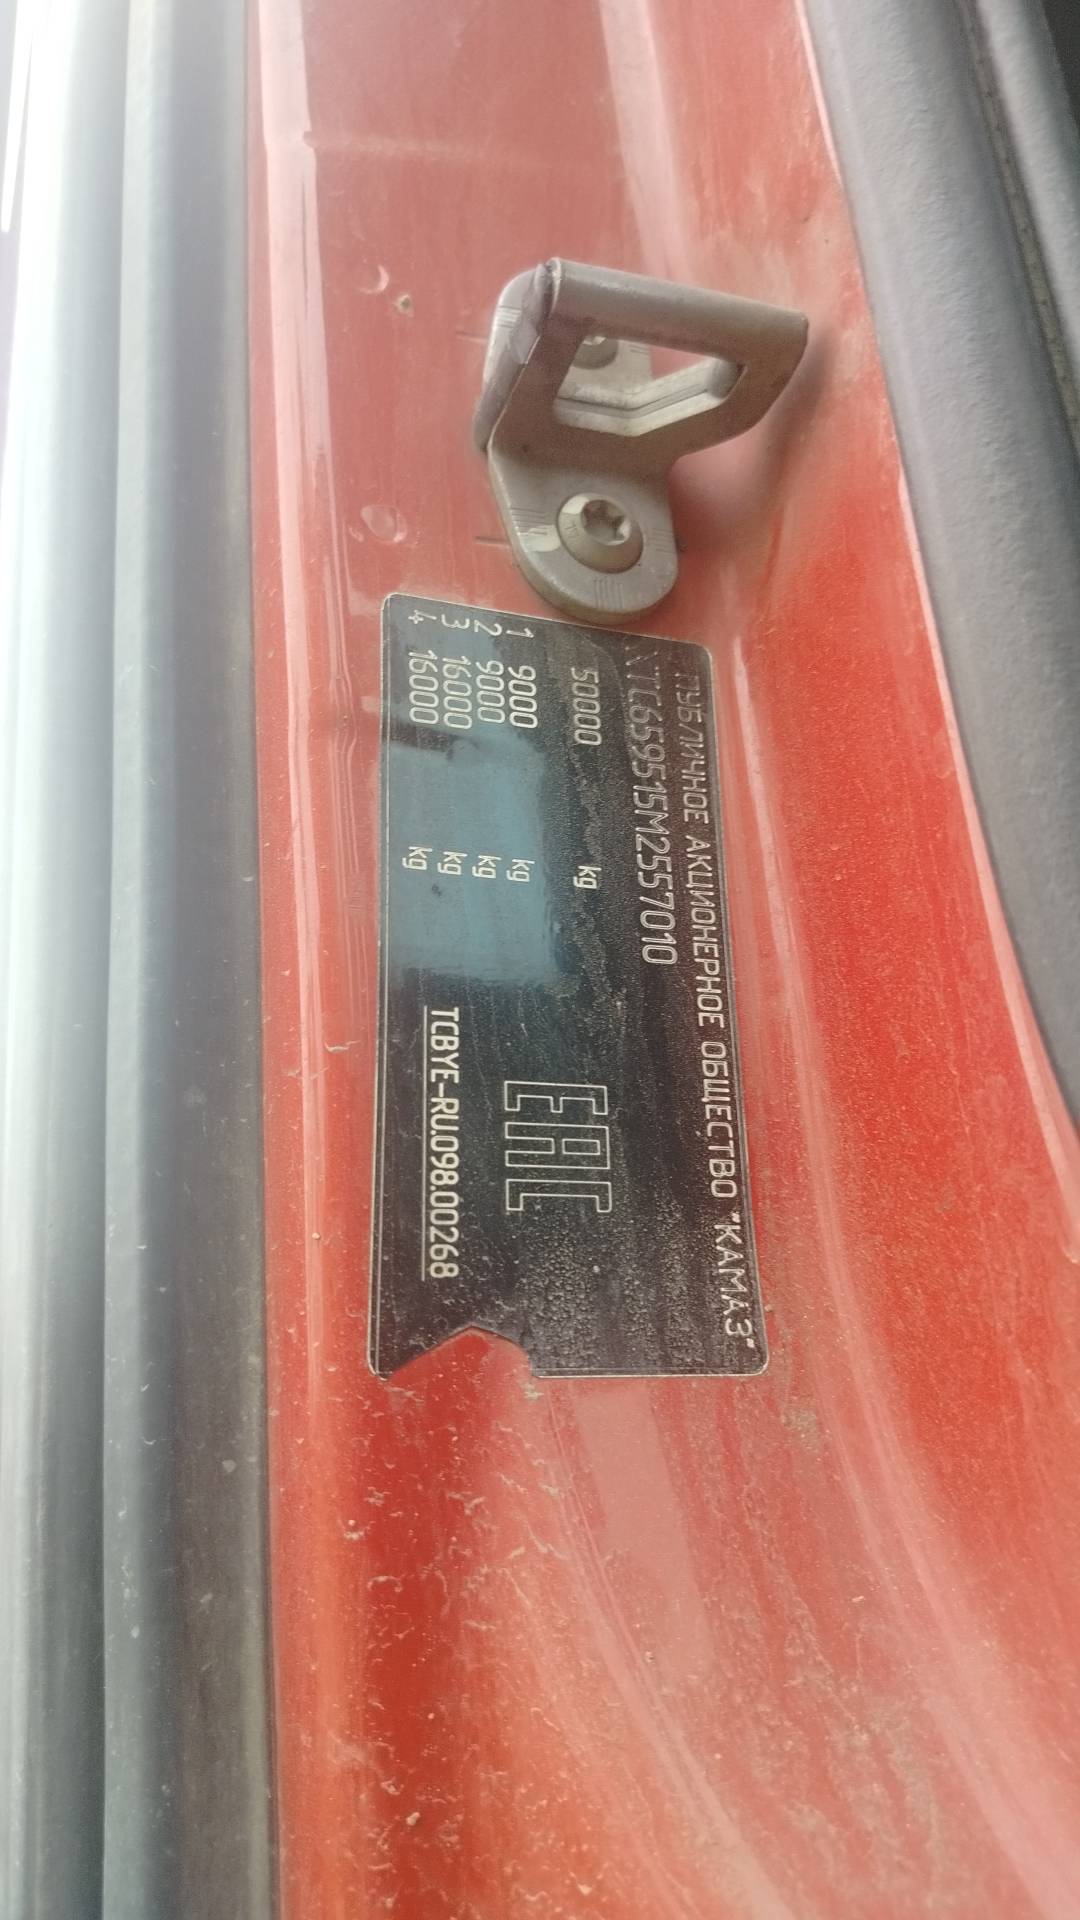 ПУБЛИЧНОЕ АКЦИОНЕРНОЕ ОБЩЕСТВО "КАМАЗ"
XTC659515M2557010
50000 kg
1 9000 kg
2 9000 kg
3 16000 kg
4 16000 kg
EAC
TCBYE-RU.098.00268